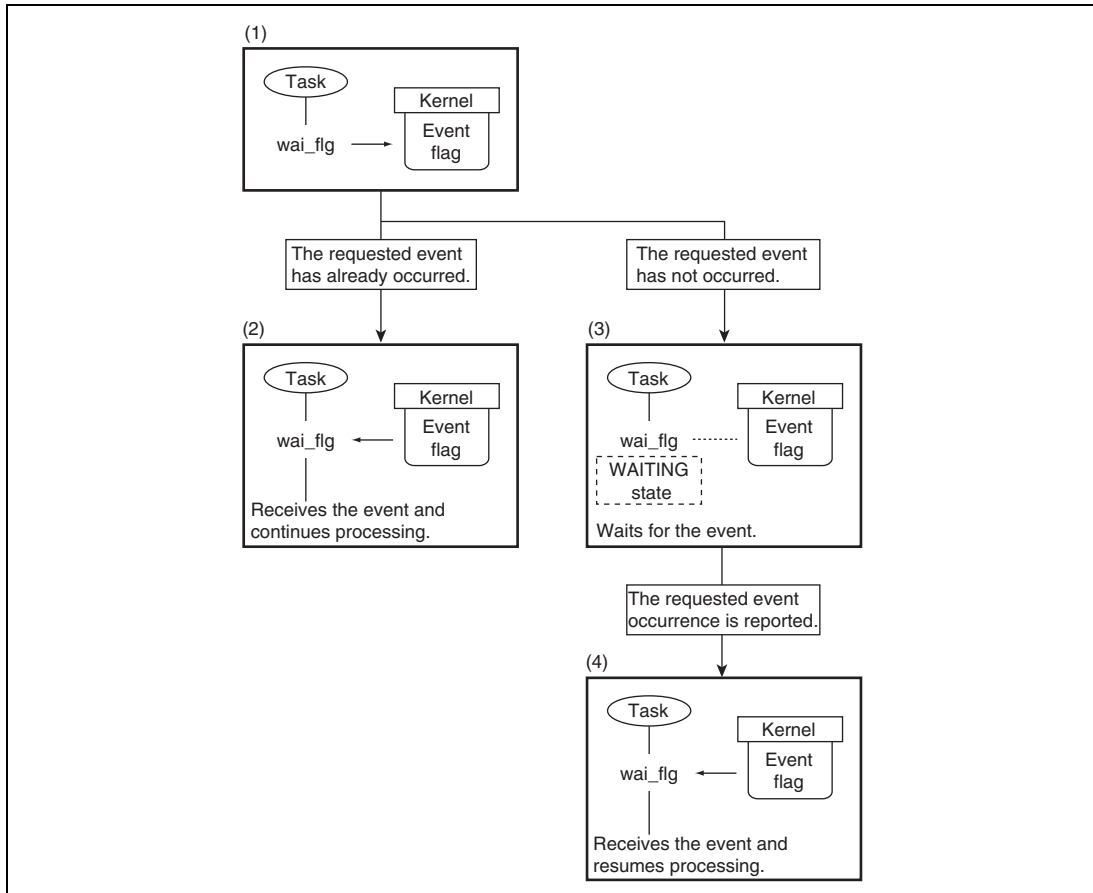 (1)
Task
Kernel
wai_flg
Event
flag
The requested event
has already occurred.
The requested event
has not occurred.
(2)
Task
Kernel
wai_flg
Event
flag
Receives the event and
continues processing.
(3)
Task
Kernel
wai_flg
Event
flag
WAITING
state
Waits for the event.
The requested event
occurrence is reported.
(4)
Task
Kernel
wai_flg
Event
flag
Receives the event and
resumes processing.